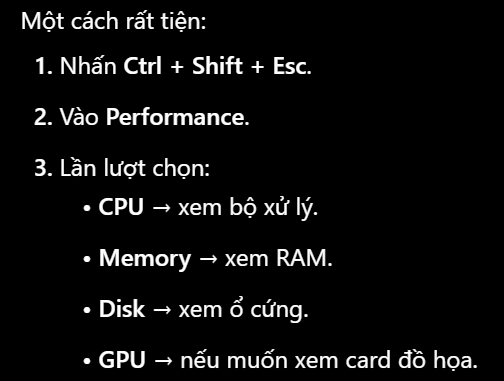 Một cách rất tiện:
1. Nhấn Ctrl + Shift + Esc.
2. Vào Performance.
3. Lần lượt chọn:
• CPU → xem bộ xử lý.
• Memory → xem RAM.
• Disk → xem ổ cứng.
• GPU → nếu muốn xem card đồ họa.